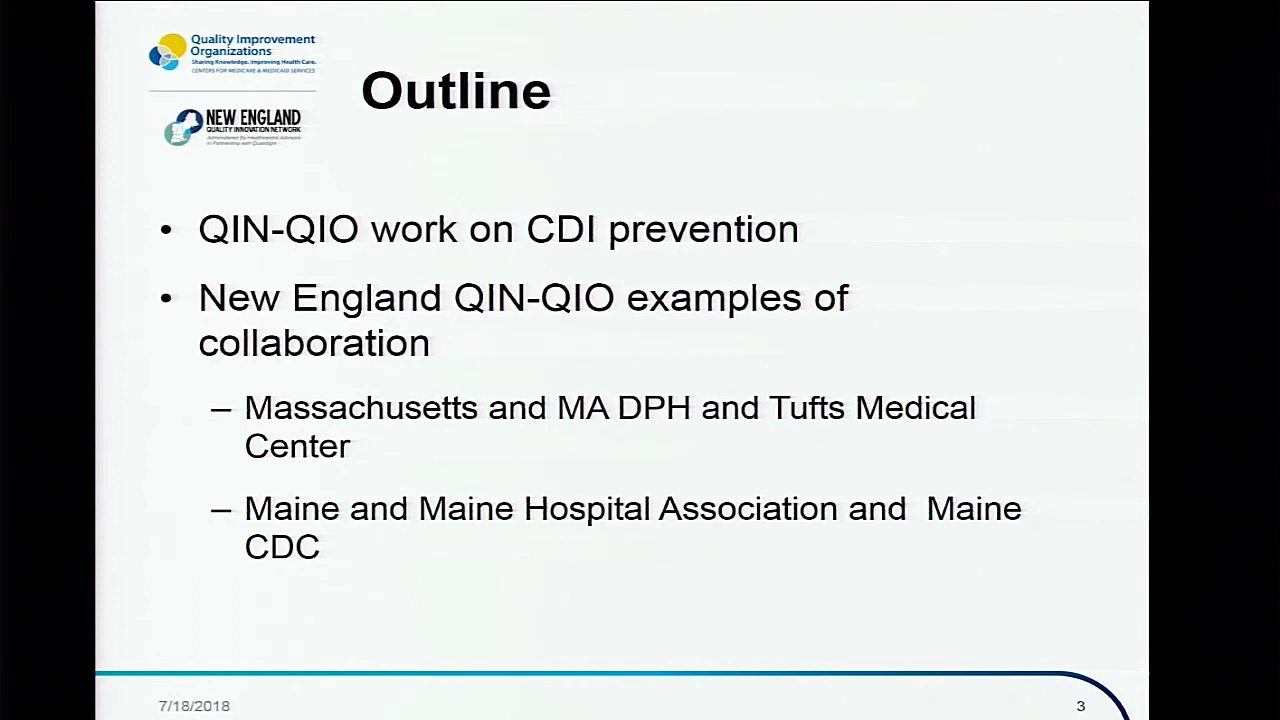 Quality Improvement
Organizations
Sharing Knowledge. Improving Health Care.
CENTERS FOR MEDICARE & MEDICAID SERVICES
NEW ENGLAND
QUALITY INNOVATION NETWORK
Administered By Healthcentric Advisors
in Partnership with Qualidigm
Outline
• QIN-QIO work on CDI prevention
• New England QIN-QIO examples of
collaboration
– Massachusetts and MA DPH and Tufts Medical
Center
– Maine and Maine Hospital Association and Maine
CDC
7/18/2018
3